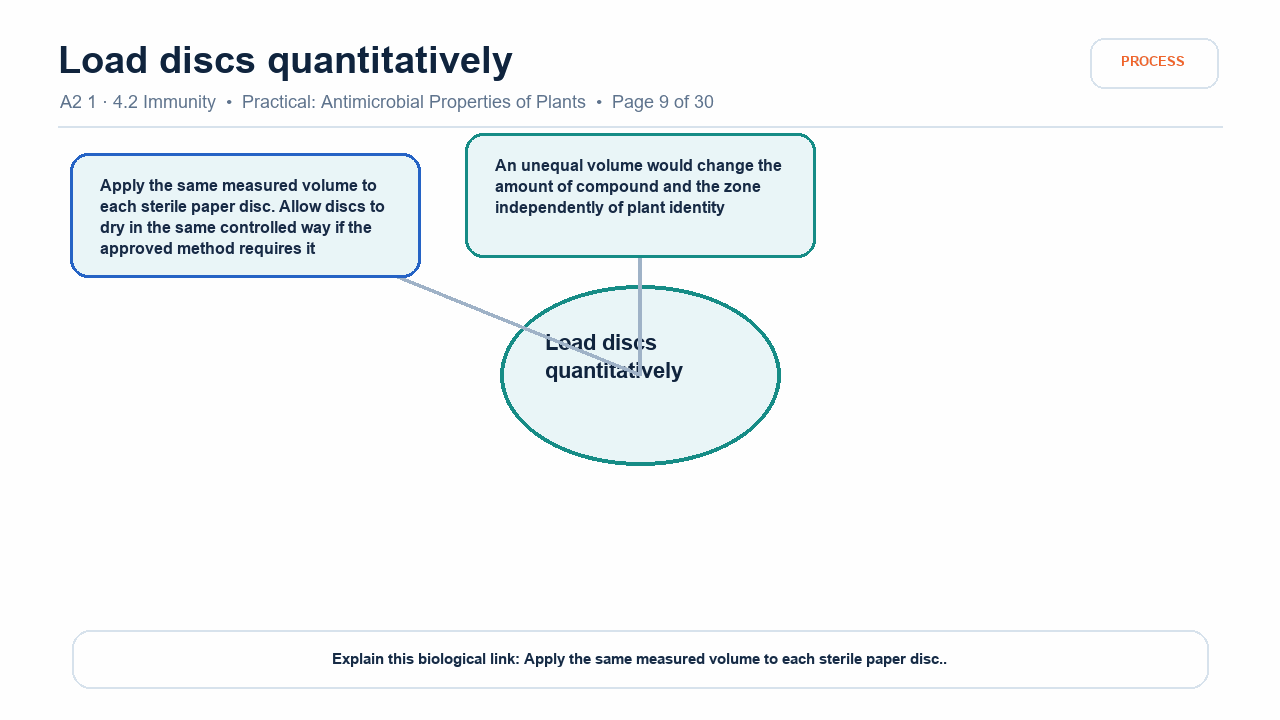 Load discs quantitatively
PROCESS
A2 1 · 4.2 Immunity • Practical: Antimicrobial Properties of Plants • Page 9 of 30
Apply the same measured volume to
each sterile paper disc. Allow discs to
dry in the same controlled way if the
approved method requires it
An unequal volume would change the
amount of compound and the zone
independently of plant identity
Load discs
quantitatively
Explain this biological link: Apply the same measured volume to each sterile paper disc..